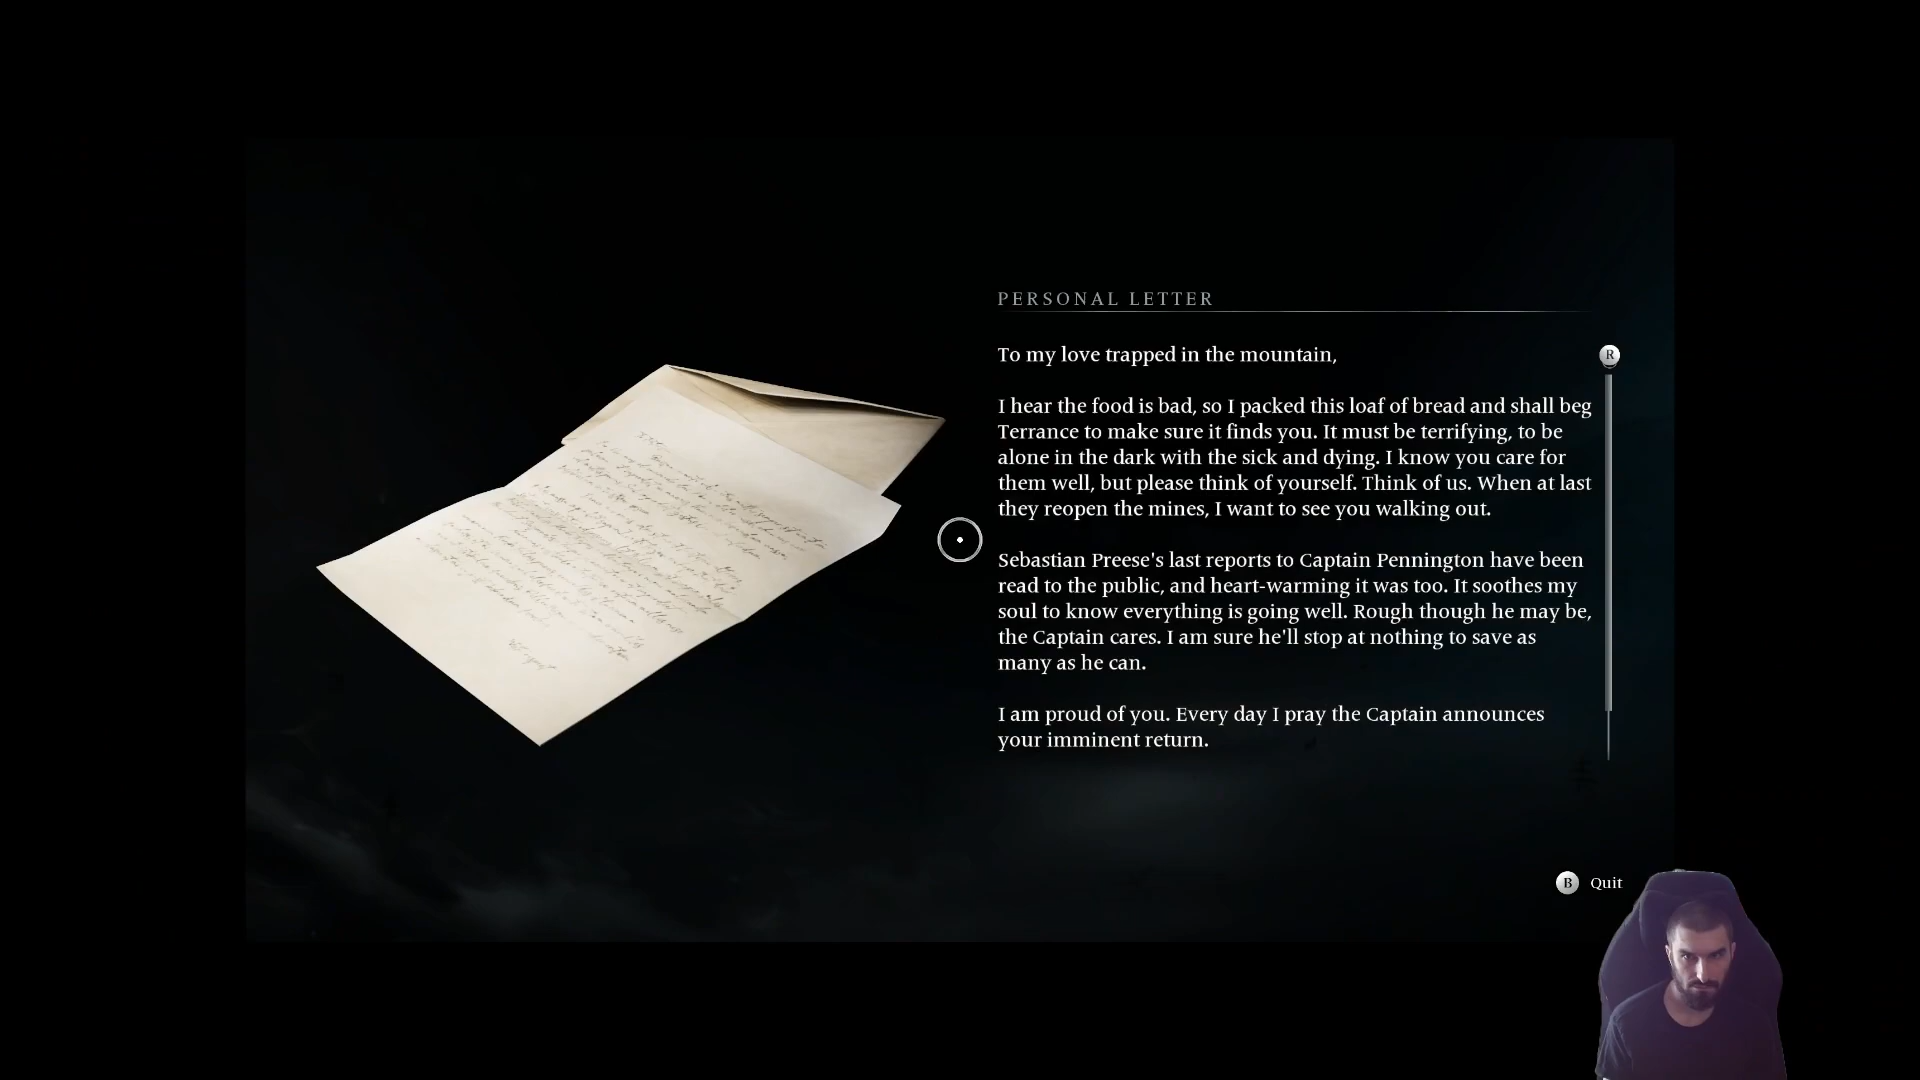 PERSONAL LETTER
To my love trapped in the mountain,
I hear the food is bad, so I packed this loaf of bread and shall beg
Terrance to make sure it finds you. It must be terrifying, to be
alone in the dark with the sick and dying. I know you care for
them well, but please think of yourself. Think of us. When at last
they reopen the mines, I want to see you walking out.
Sebastian Preese's last reports to Captain Pennington have been
read to the public, and heart-warming it was too. It soothes my
soul to know everything is going well. Rough though he may be,
the Captain cares. I am sure he'll stop at nothing to save as
many as he can.
I am proud of you. Every day I pray the Captain announces
your imminent return.
R
B Quit